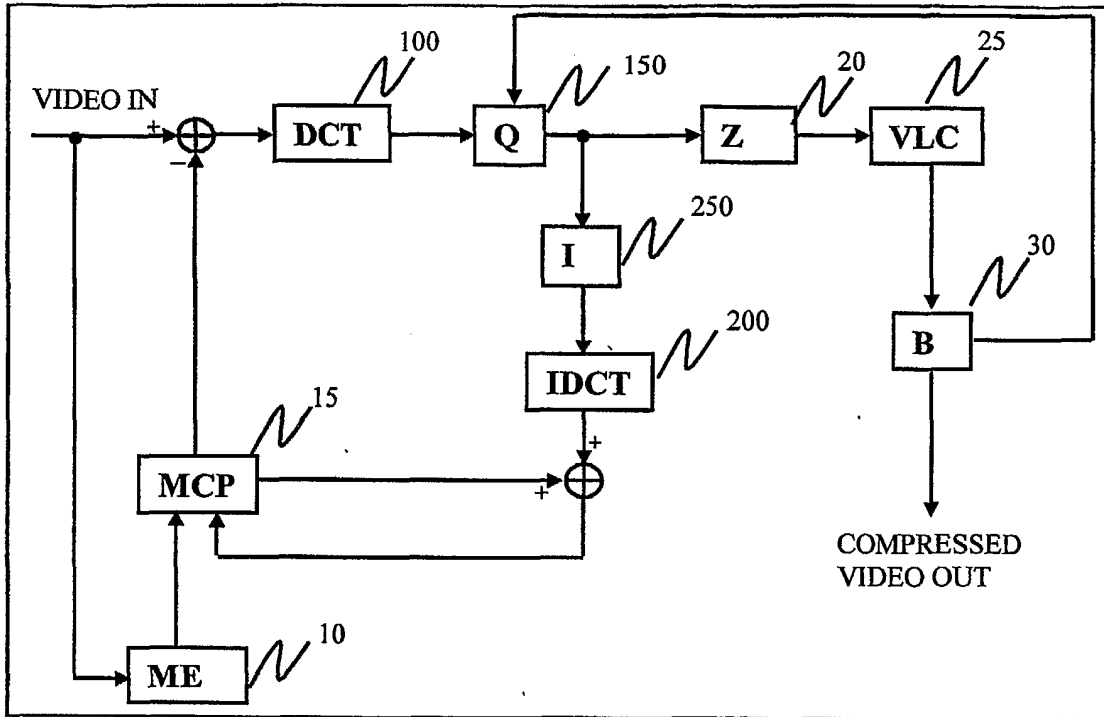 100
25
150
20
VIDEO IN
+
DCT
Q
Z
VLC
−
250
I
30
200
B
IDCT
15
+
MCP
+
COMPRESSED
VIDEO OUT
10
ME